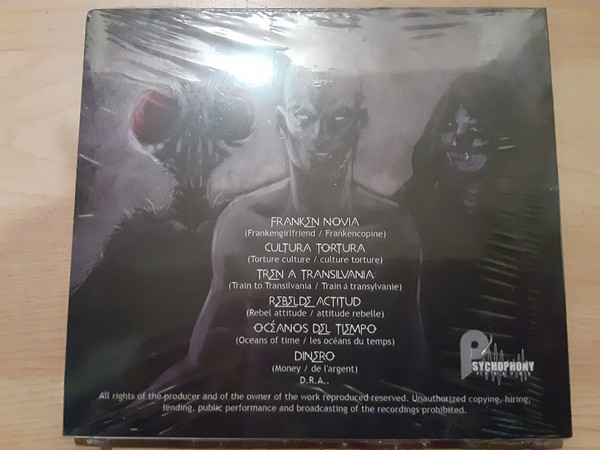 FRANKEN NOVIA
(Frankengirlfriend / Frankencopine)
CULTURA TORTURA
(Torture culture / culture torture)
TREN A TRANSILVANIA
(Train to Transilvania / Train á transylvanie)
REBELDE ACTITUD
(Rebel attitude / attitude rebelle)
OCÉANOS DEL TIEMPO
(Oceans of time / les océans du temps)
DINERO
(Money / de l'argent)
D.R.A..
PSYCHOPHONY
All rights of the producer and of the owner of the work reproduced reserved. Unauthorized copying, hiring,
lending, public performance and broadcasting of the recordings prohibited.